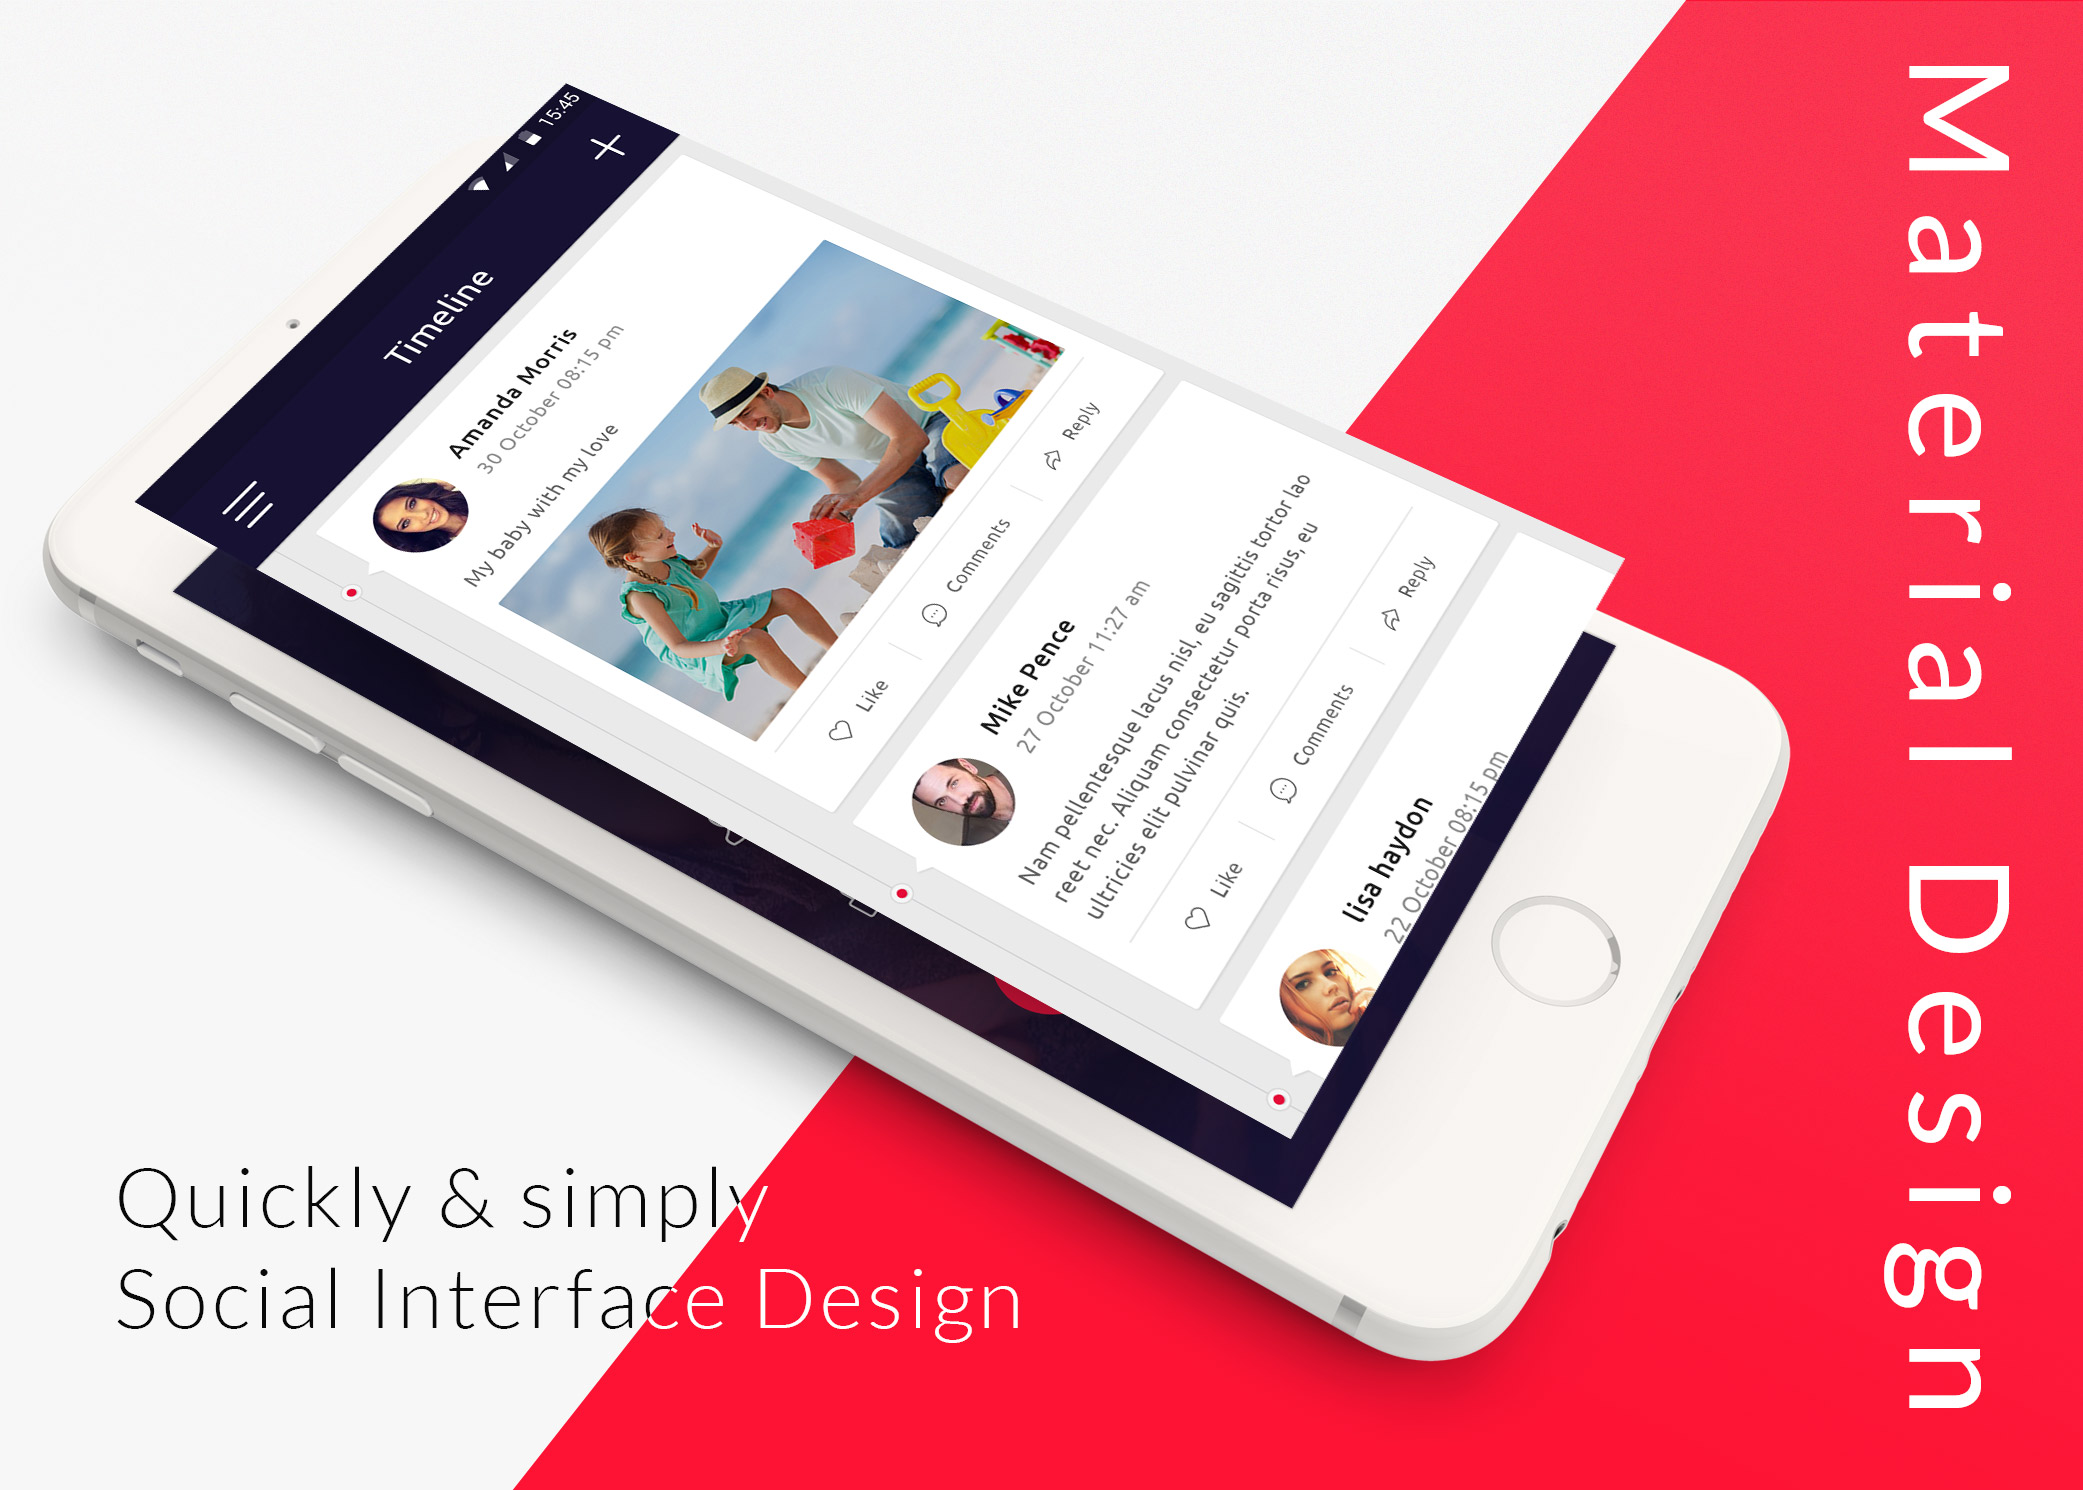 15:45
Timeline
Amanda Morris
30 October 08:15 pm
My baby with my love
Like
Comments
Reply
Mike Pence
27 October 11:27 am
Nam pellentesque lacus nisl, eu sagittis tortor lao
reet nec. Aliquam consectetur porta risus, eu
ultricies elit pulvinar quis.
Like
Comments
Reply
lisa haydon
22 October 08:15 pm
Material Design
Quickly & simply
Social Interface Design